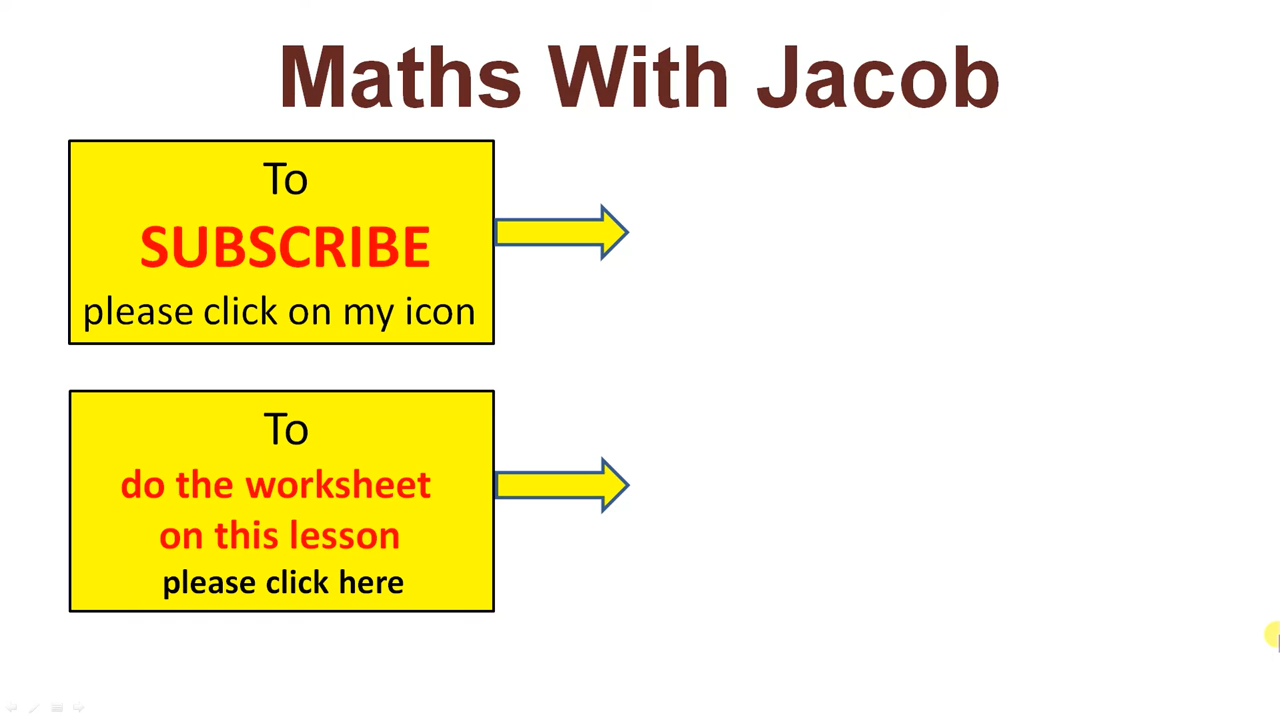 Maths With Jacob
To
SUBSCRIBE
please click on my icon
To
do the worksheet
on this lesson
please click here